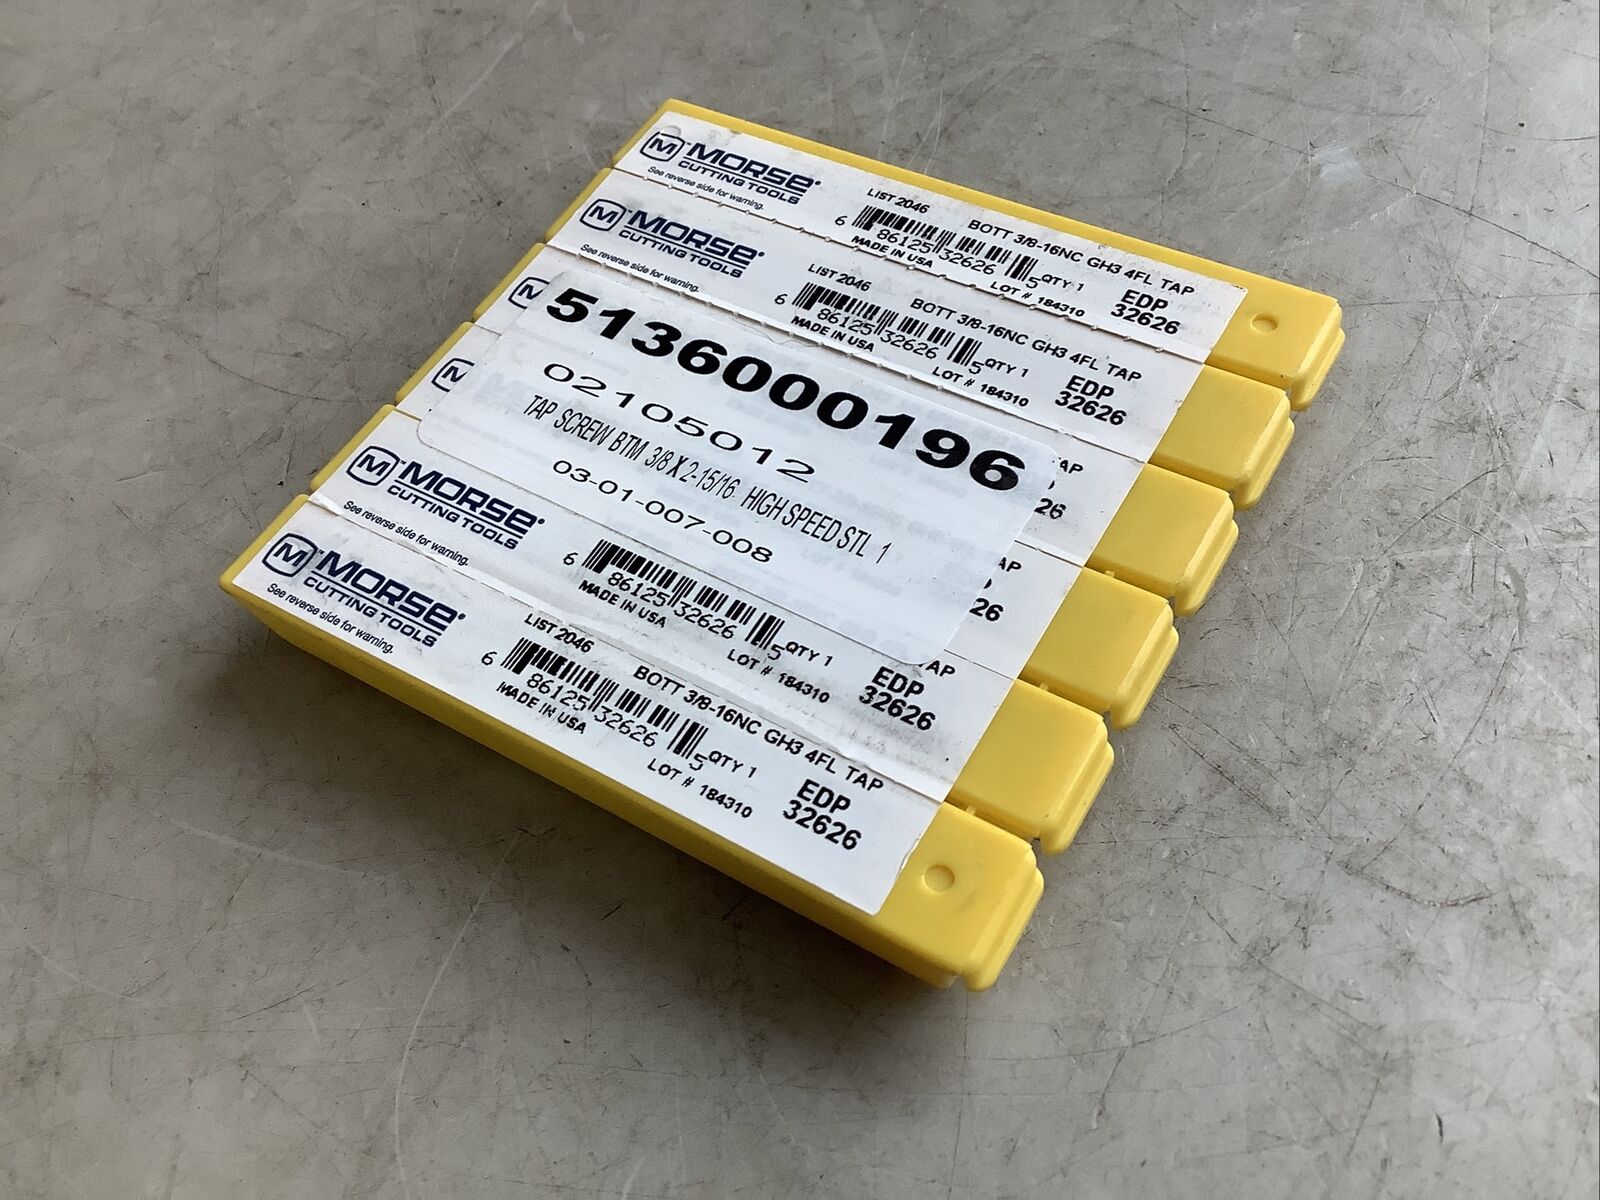 M MORSE
CUTTING TOOLS
See reverse side for warning.
LIST 2046 BOTT 3/8-16NC GH3 4FL TAP
6 86125 32626 5
MADE IN USA
QTY 1
LOT # 184310
EDP
32626
M MORSE
CUTTING TOOLS
See reverse side for warning.
LIST 2046 BOTT 3/8-16NC GH3 4FL TAP
6 86125 32626 5
MADE IN USA
QTY 1
LOT # 184310
EDP
32626
M
5136000196
02105012
TAP SCREW BTM 3/8 X 2-15/16 HIGH SPEED STL 1
03-01-007-008
AP
26
M
AP
26
M MORSE
CUTTING TOOLS
See reverse side for warning.
TAP
6 86125 32626 5
MADE IN USA
QTY 1
LOT # 184310
EDP
32626
M MORSE
CUTTING TOOLS
See reverse side for warning.
LIST 2046 BOTT 3/8-16NC GH3 4FL TAP
6 86125 32626 5
MADE IN USA
QTY 1
LOT # 184310
EDP
32626